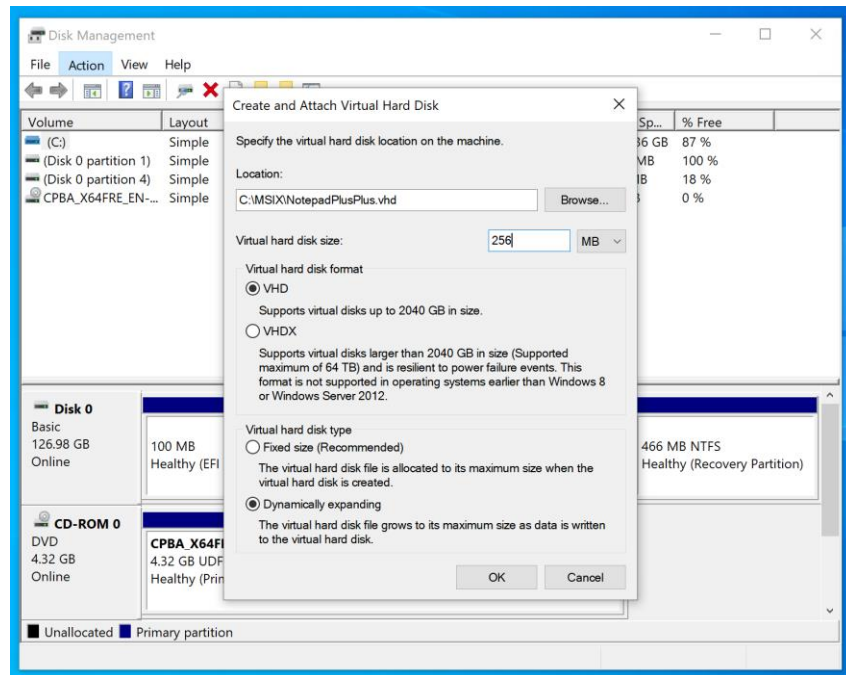 Disk Management
File Action View Help
Create and Attach Virtual Hard Disk
Volume Layout Sp... % Free
(C:) Simple 36 GB 87 %
(Disk 0 partition 1) Simple MB 100 %
(Disk 0 partition 4) Simple 18 %
CPBA_X64FRE_EN-... Simple 0 %
Specify the virtual hard disk location on the machine.
Location:
C:\MSIX\NotepadPlusPlus.vhd Browse...
Virtual hard disk size: 256 MB
Virtual hard disk format
VHD
Supports virtual disks up to 2040 GB in size.
VHDX
Supports virtual disks larger than 2040 GB in size (Supported
maximum of 64 TB) and is resilient to power failure events. This
format is not supported in operating systems earlier than Windows 8
or Windows Server 2012.
Virtual hard disk type
Fixed size (Recommended)
The virtual hard disk file is allocated to its maximum size when the
virtual hard disk is created.
Dynamically expanding
The virtual hard disk file grows to its maximum size as data is written
to the virtual hard disk.
OK Cancel
Disk 0
Basic
126.98 GB
Online
100 MB
Healthy (EFI
466 MB NTFS
Healthy (Recovery Partition)
CD-ROM 0
DVD
4.32 GB
Online
CPBA_X64FI
4.32 GB UDF
Healthy (Prin
Unallocated Primary partition